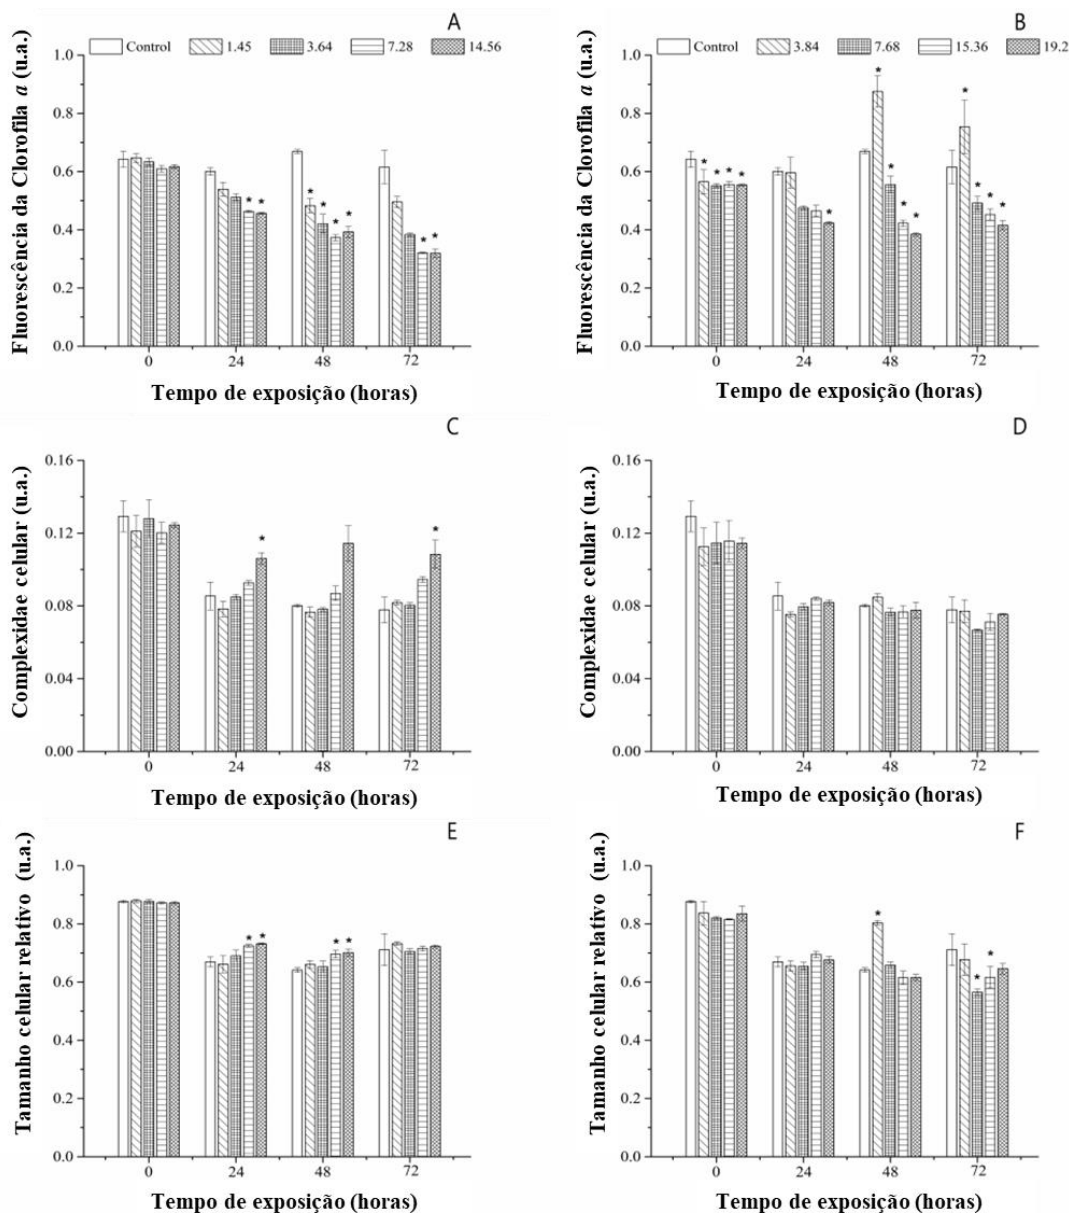 A
Control 1.45 3.64 7.28 14.56
Fluorescência da Clorofila a (u.a.)
1.0
0.8
0.6
0.4
0.2
0.0
* * * * * * * *
0 24 48 72
Tempo de exposição (horas)
B
Control 3.84 7.68 15.36 19.2
Fluorescência da Clorofila a (u.a.)
1.0
0.8
0.6
0.4
0.2
0.0
* * * * * * * * * * * * *
0 24 48 72
Tempo de exposição (horas)
C
Complexidae celular (u.a.)
0.16
0.12
0.08
0.04
0.00
* *
0 24 48 72
Tempo de exposição (horas)
D
Complexidae celular (u.a.)
0.16
0.12
0.08
0.04
0.00
0 24 48 72
Tempo de exposição (horas)
E
Tamanho celular relativo (u.a.)
1.0
0.8
0.6
0.4
0.2
0.0
* * * *
0 24 48 72
Tempo de exposição (horas)
F
Tamanho celular relativo (u.a.)
1.0
0.8
0.6
0.4
0.2
0.0
* * *
0 24 48 72
Tempo de exposição (horas)